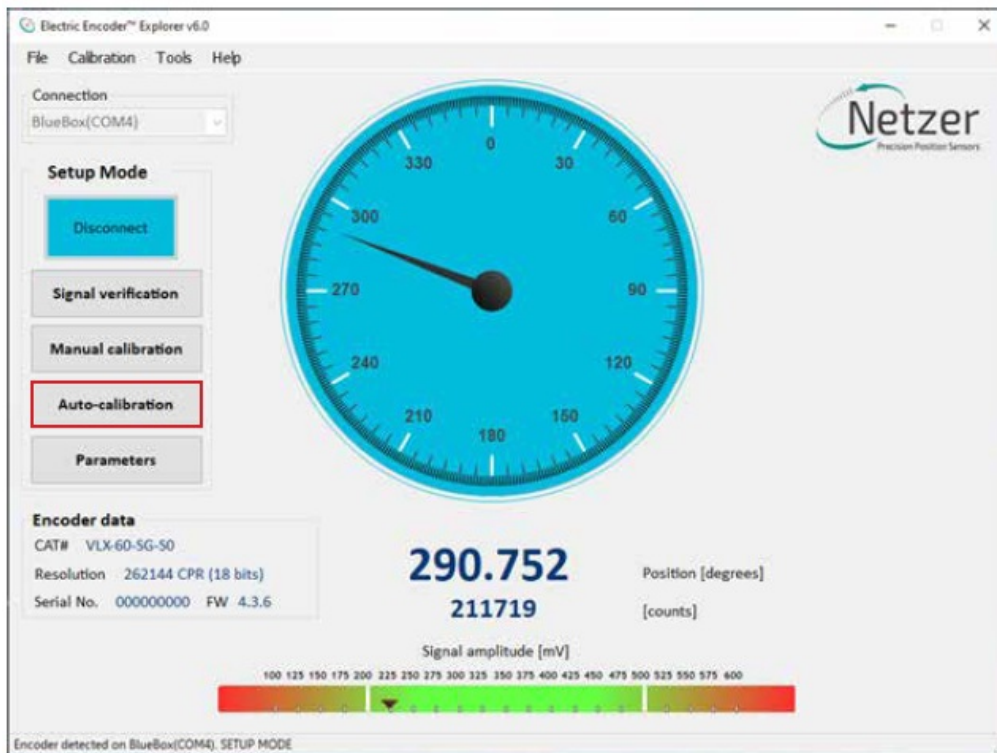 Electric Encoder™ Explorer v6.0
File Calibration Tools Help
Connection
BlueBox(COM4)
Netzer
Precision Position Sensors
Setup Mode
Disconnect
Signal verification
Manual calibration
Auto-calibration
Parameters
0
30
60
90
120
150
180
210
240
270
300
330
Encoder data
CAT# VLX-60-SG-S0
Resolution 262144 CPR (18 bits)
Serial No. 000000000 FW 4.3.6
290.752 Position [degrees]
211719 [counts]
Signal amplitude [mV]
100 125 150 175 200 225 250 275 300 325 350 375 400 425 450 475 500 525 550 575 600
Encoder detected on BlueBox(COM4). SETUP MODE